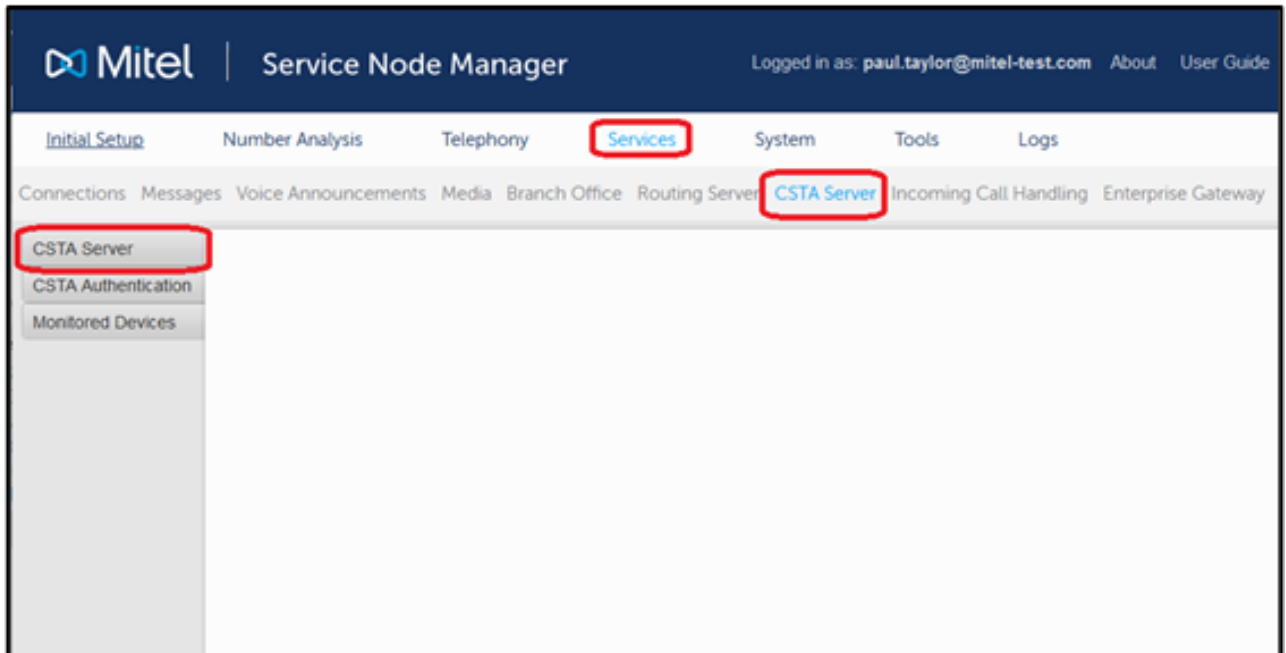 Mitel | Service Node Manager Logged in as: paul.taylor@mitel-test.com About User Guide
Initial Setup Number Analysis Telephony Services System Tools Logs
Connections Messages Voice Announcements Media Branch Office Routing Server CSTA Server Incoming Call Handling Enterprise Gateway
CSTA Server
CSTA Authentication
Monitored Devices